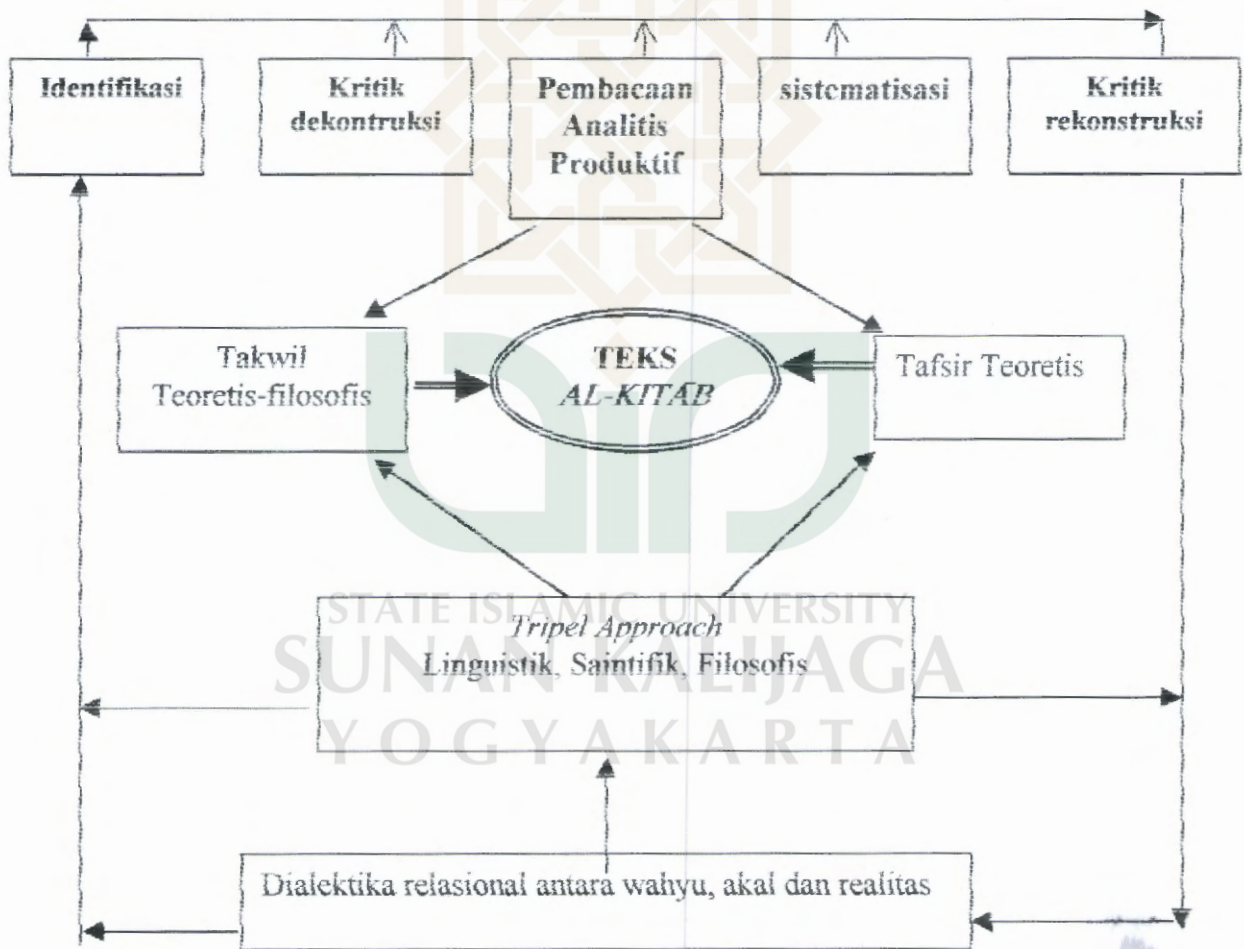 Identifikasi
Kritik
dekontruksi
Pembacaan
Analitis
Produktif
sistematisasi
Kritik
rekonstruksi
Takwil
Teoretis-filosofis
TEKS
AL-KITĀB
Tafsir Teoretis
Tripel Approach
Linguistik, Saintifik, Filosofis
STATE ISLAMIC UNIVERSITY
SUNAN KALIJAGA
YOGYAKARTA
Dialektika relasional antara wahyu, akal dan realitas